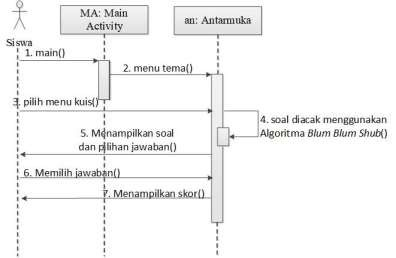 MA: Main
Activity
an: Antarmuka
Siswa
1. main()
2. menu tema()
3. pilih menu kuis()
4. soal diacak menggunakan
Algoritma Blum Blum Shub()
5. Menampilkan soal
dan pilihan jawaban()
6. Memilih jawaban()
7. Menampilkan skor()